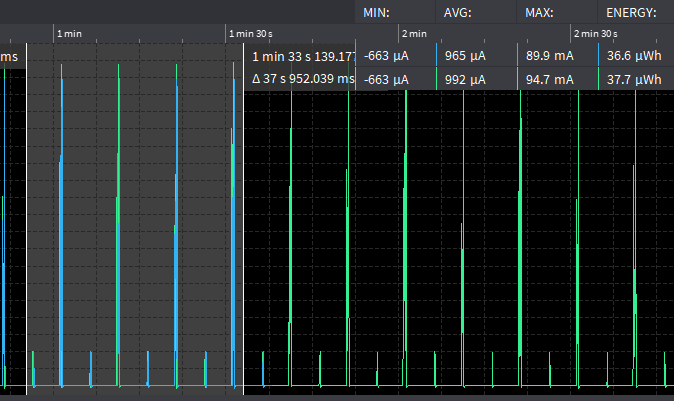 MIN: AVG: MAX: ENERGY:
1 min 1 min 30 s 2 min 2 min 30 s
ms 1 min 33 s 139.177 -663 µA 965 µA 89.9 mA 36.6 µWh
Δ 37 s 952.039 ms -663 µA 992 µA 94.7 mA 37.7 µWh